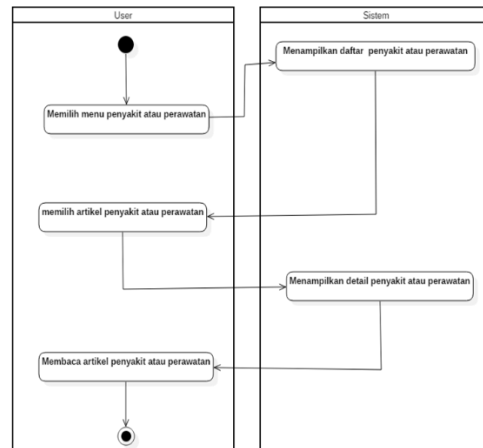 User
Sistem
Menampilkan daftar penyakit atau perawatan
Memilih menu penyakit atau perawatan
memilih artikel penyakit atau perawatan
Menampilkan detail penyakit atau perawatan
Membaca artikel penyakit atau perawatan